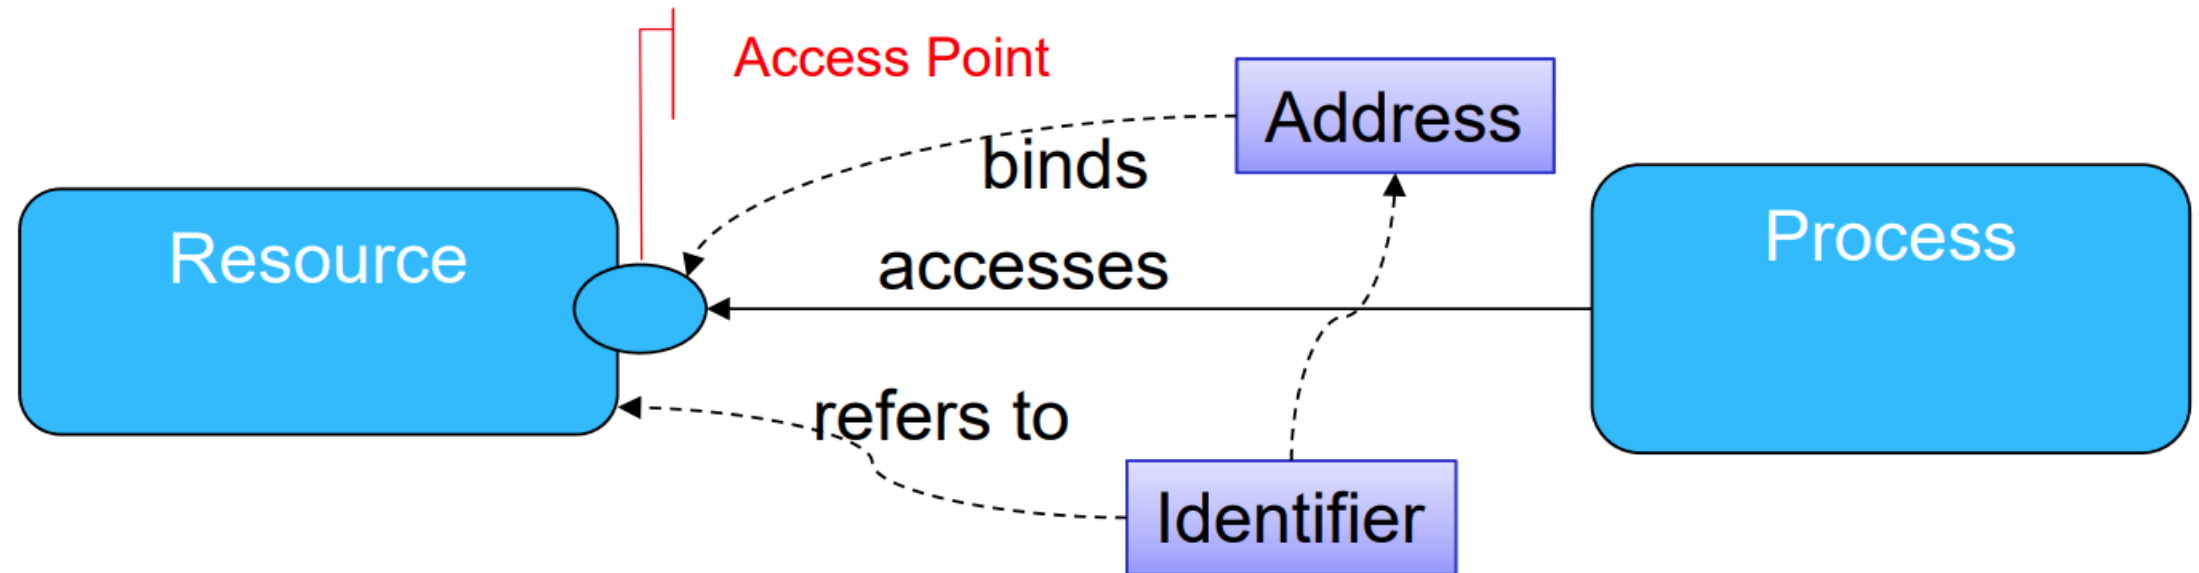 Access Point
Address
binds
Resource
Process
accesses
refers to
Identifier